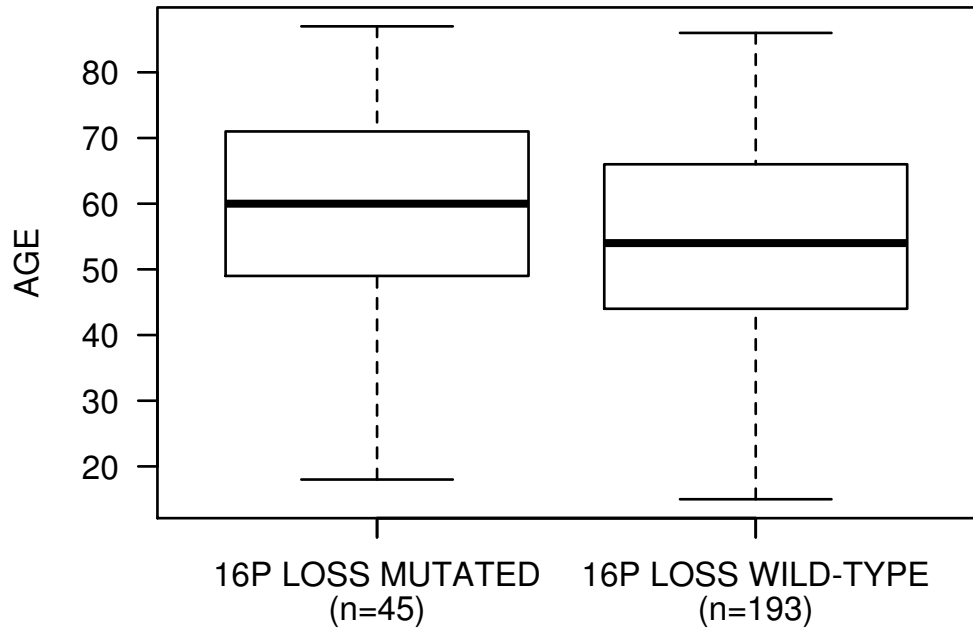 AGE
80
70
60
50
40
30
20
16P LOSS MUTATED
(n=45)
16P LOSS WILD-TYPE
(n=193)